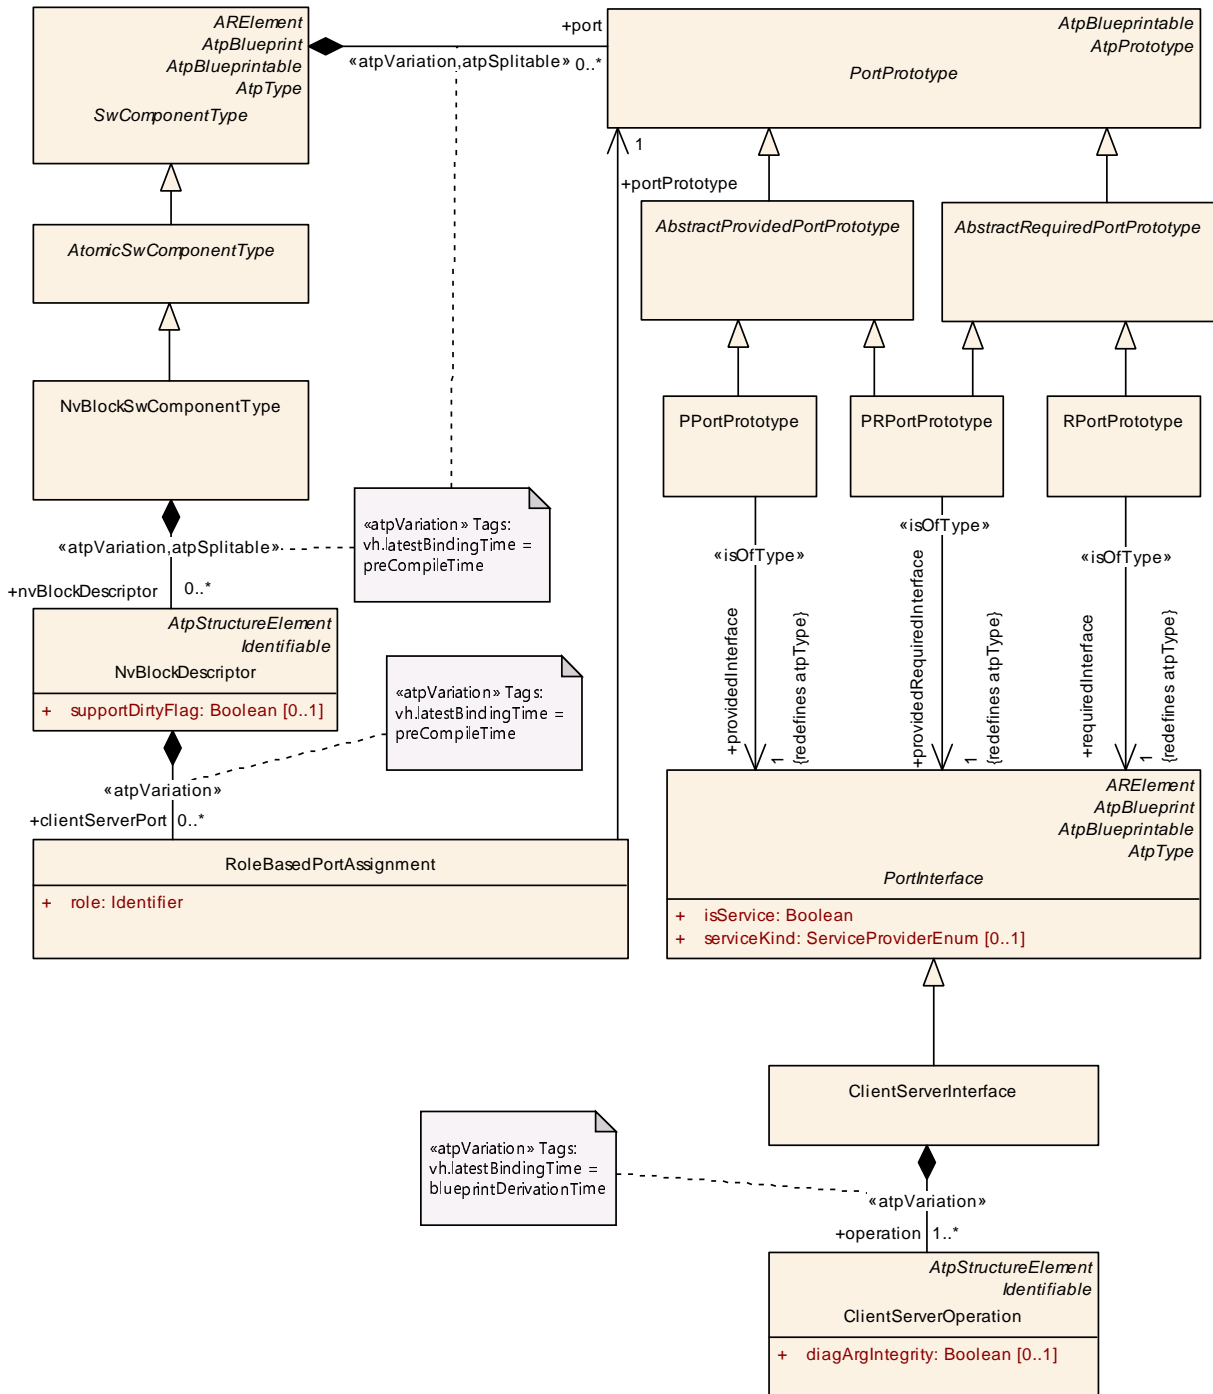 ARElement
AtpBlueprint
AtpBlueprintable
AtpType
SwComponentType
+port
«atpVariation,atpSplitable» 0..*
AtpBlueprintable
AtpPrototype
PortPrototype
1
+portPrototype
AtomicSwComponentType
AbstractProvidedPortPrototype
AbstractRequiredPortPrototype
NvBlockSwComponentType
PPortPrototype
PRPortPrototype
RPortPrototype
«atpVariation» Tags:
vh.latestBindingTime =
preCompileTime
«atpVariation,atpSplitable»
+nvBlockDescriptor 0..*
«isOfType»
«isOfType»
«isOfType»
+providedInterface
1
{redefines atpType}
+providedRequiredInterface
1
{redefines atpType}
+requiredInterface
1
{redefines atpType}
AtpStructureElement
Identifiable
NvBlockDescriptor
+ supportDirtyFlag: Boolean [0..1]
«atpVariation» Tags:
vh.latestBindingTime =
preCompileTime
«atpVariation»
+clientServerPort 0..*
RoleBasedPortAssignment
+ role: Identifier
ARElement
AtpBlueprint
AtpBlueprintable
AtpType
PortInterface
+ isService: Boolean
+ serviceKind: ServiceProviderEnum [0..1]
ClientServerInterface
«atpVariation» Tags:
vh.latestBindingTime =
blueprintDerivationTime
«atpVariation»
+operation 1..*
AtpStructureElement
Identifiable
ClientServerOperation
+ diagArgIntegrity: Boolean [0..1]